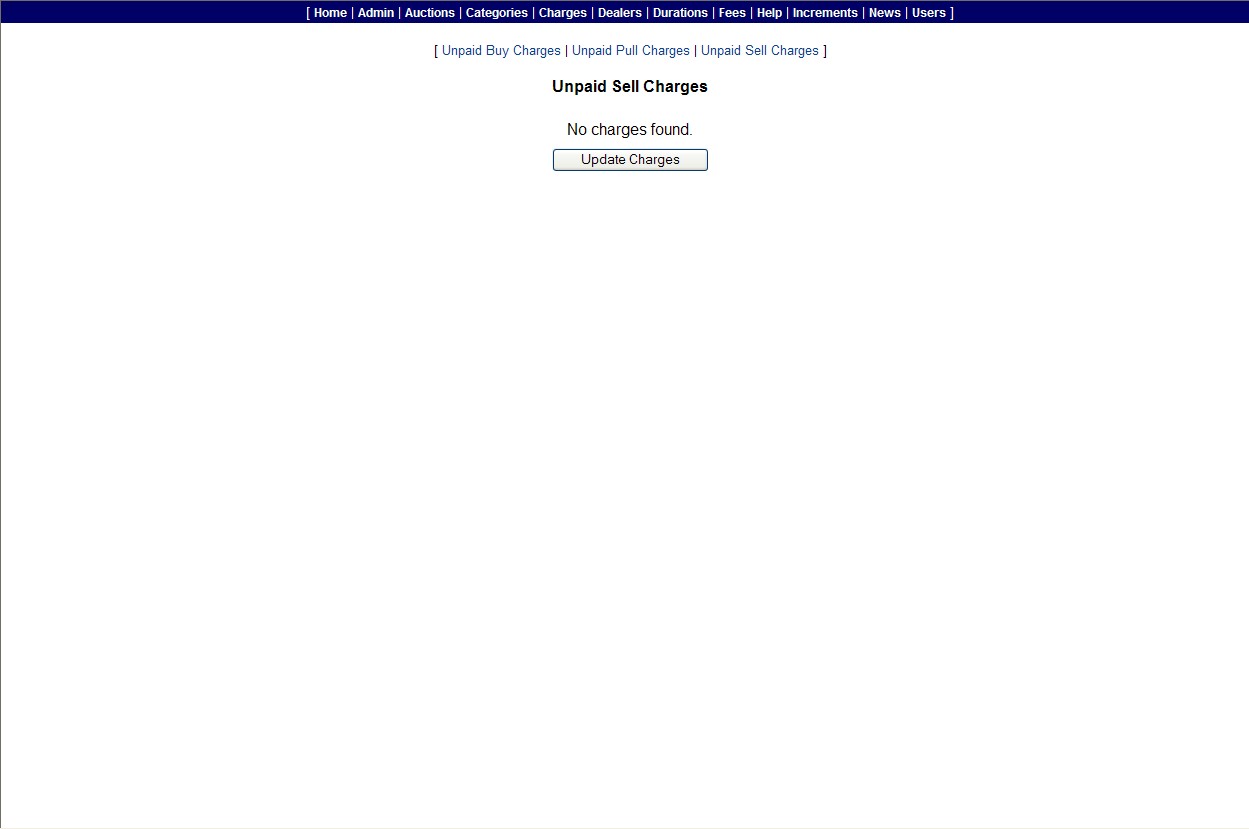 [ Home | Admin | Auctions | Categories | Charges | Dealers | Durations | Fees | Help | Increments | News | Users ]
[ Unpaid Buy Charges | Unpaid Pull Charges | Unpaid Sell Charges ]
Unpaid Sell Charges
No charges found.
Update Charges